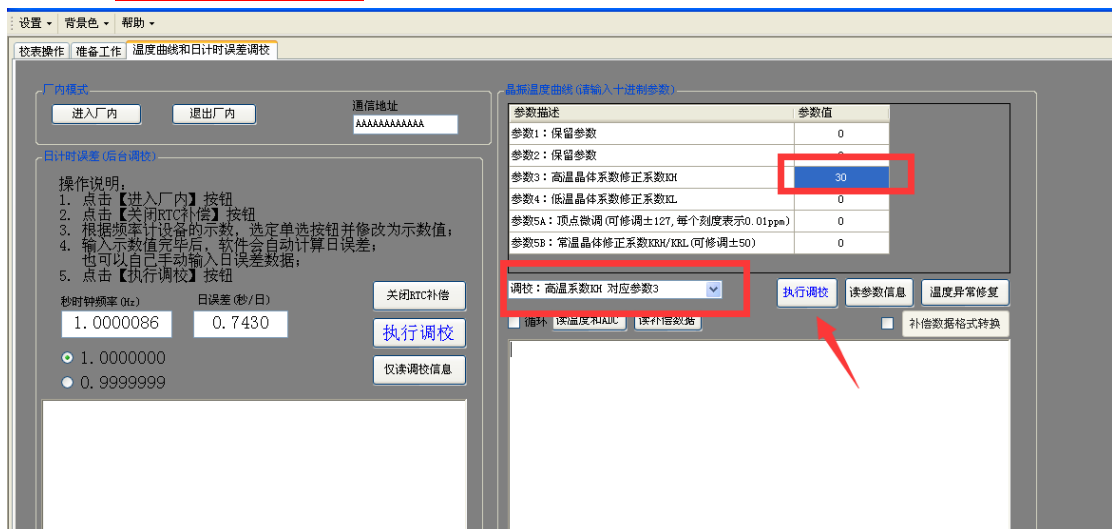 设置 背景色 帮助
校表操作 准备工作 温度曲线和日计时误差调校
厂内模式
进入厂内 退出厂内
通信地址
AAAAAAAAAAAA
日计时误差(后台调校)
操作说明:
1. 点击【进入厂内】按钮
2. 点击【关闭RTC补偿】按钮
3. 根据频率计设备的示数, 选定单选按钮并修改为示数值;
4. 输入示数值完毕后, 软件会自动计算日误差;
也可以自己手动输入日误差数据;
5. 点击【执行调校】按钮
秒时钟频率(Hz) 日误差(秒/日)
1.0000086 0.7430
1.0000000
0.9999999
关闭RTC补偿
执行调校
仅读调校信息
晶振温度曲线(请输入十进制参数)
参数描述 参数值
参数1：保留参数 0
参数2：保留参数
参数3：高温晶体系数修正系数KH 30
参数4：低温晶体系数修正系数KL 0
参数5A：顶点微调(可修调±127,每个刻度表示0.01ppm) 0
参数5B：常温晶体修正系数KRH/KRL(可修调±50) 0
调校：高温系数KH 对应参数3
执行调校 读参数信息 温度异常修复
循环 读温度和ADC 读补偿数据 补偿数据格式转换